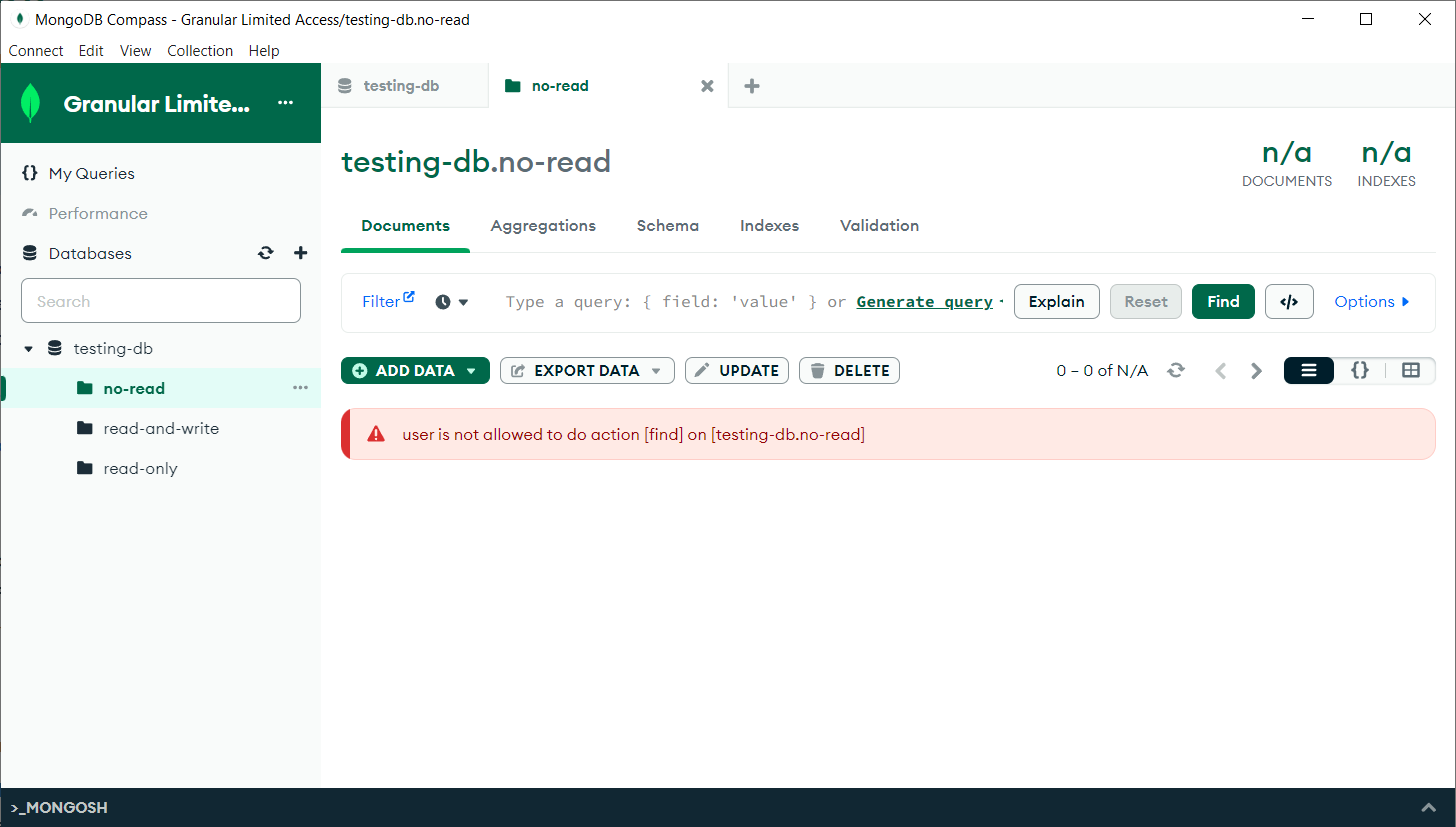 MongoDB Compass - Granular Limited Access/testing-db.no-read
Connect Edit View Collection Help
Granular Limite...
testing-db
no-read
My Queries
Performance
Databases
Search
testing-db
no-read
read-and-write
read-only
testing-db.no-read
n/a
DOCUMENTS
n/a
INDEXES
Documents Aggregations Schema Indexes Validation
Filter Type a query: { field: 'value' } or Generate query Explain Reset Find </> Options
ADD DATA EXPORT DATA UPDATE DELETE 0 – 0 of N/A {}
user is not allowed to do action [find] on [testing-db.no-read]
>_MONGOSH